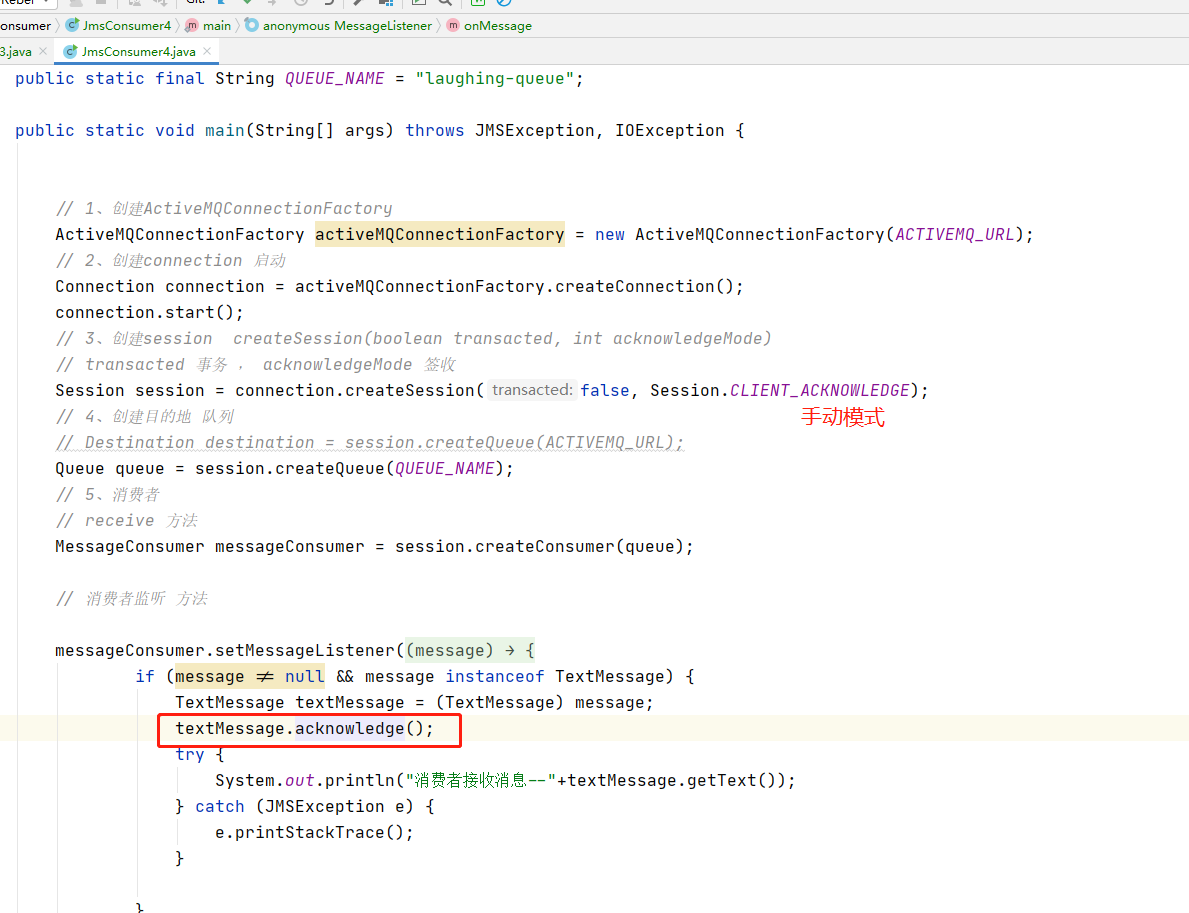 Git:
onsumer JmsConsumer4 main anonymous MessageListener onMessage
3.java JmsConsumer4.java
public static final String QUEUE_NAME = "laughing-queue";
public static void main(String[] args) throws JMSException, IOException {
// 1、创建ActiveMQConnectionFactory
ActiveMQConnectionFactory activeMQConnectionFactory = new ActiveMQConnectionFactory(ACTIVEMQ_URL);
// 2、创建connection 启动
Connection connection = activeMQConnectionFactory.createConnection();
connection.start();
// 3、创建session  createSession(boolean transacted, int acknowledgeMode)
// transacted 事务 ， acknowledgeMode 签收
Session session = connection.createSession( transacted: false, Session.CLIENT_ACKNOWLEDGE);
手动模式
// 4、创建目的地 队列
// Destination destination = session.createQueue(ACTIVEMQ_URL);
Queue queue = session.createQueue(QUEUE_NAME);
// 5、消费者
// receive 方法
MessageConsumer messageConsumer = session.createConsumer(queue);
// 消费者监听 方法
messageConsumer.setMessageListener((message) → {
if (message ≠ null && message instanceof TextMessage) {
TextMessage textMessage = (TextMessage) message;
textMessage.acknowledge();
try {
System.out.println("消费者接收消息--"+textMessage.getText());
} catch (JMSException e) {
e.printStackTrace();
}
}